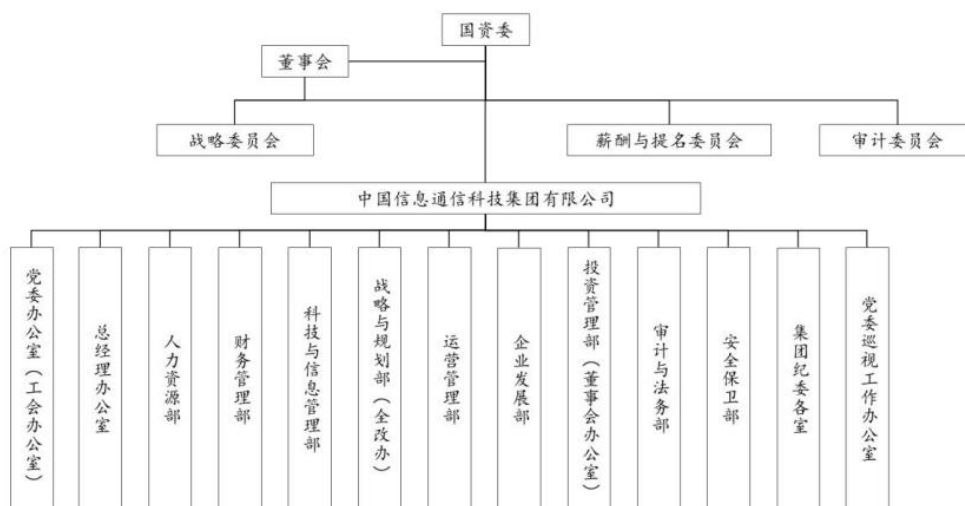 国资委
董事会
战略委员会
薪酬与提名委员会
审计委员会
中国信息通信科技集团有限公司
党委办公室（工会办公室）
总经理办公室
人力资源部
财务管理部
科技与信息管理部
战略与规划部（全改办）
运营管理部
企业发展部
投资管理部（董事会办公室）
审计与法务部
安全保卫部
集团纪委各室
党委巡视工作办公室